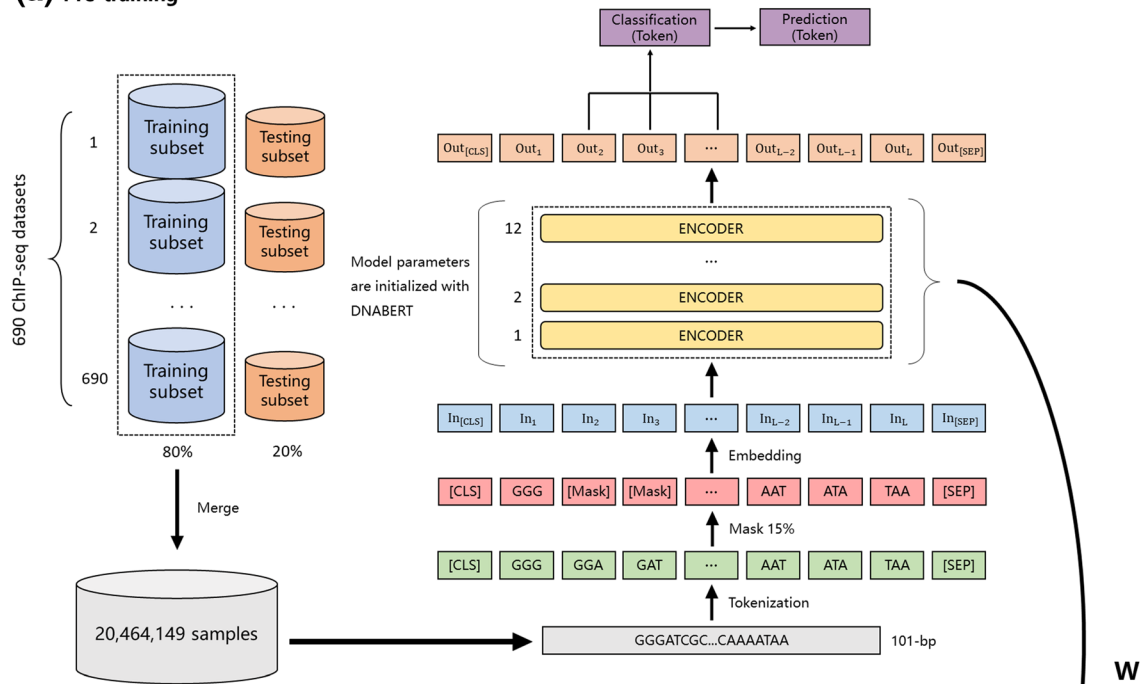 (a) Pre-training
Classification
(Token)
Prediction
(Token)
690 ChIP-seq datasets
1
Training
subset
Testing
subset
2
Training
subset
Testing
subset
...
...
690
Training
subset
Testing
subset
80%
20%
Merge
20,464,149 samples
Out[CLS]
Out1
Out2
Out3
...
OutL−2
OutL−1
OutL
Out[SEP]
Model parameters
are initialized with
DNABERT
12
ENCODER
...
2
ENCODER
1
ENCODER
In[CLS]
In1
In2
In3
...
InL−2
InL−1
InL
In[SEP]
Embedding
[CLS]
GGG
[Mask]
[Mask]
...
AAT
ATA
TAA
[SEP]
Mask 15%
[CLS]
GGG
GGA
GAT
...
AAT
ATA
TAA
[SEP]
Tokenization
GGGATCGC...CAAAATAA
101-bp
W